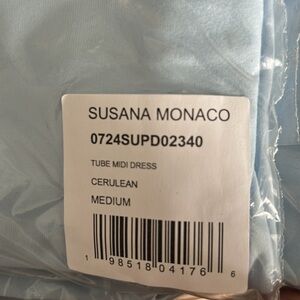 SUSANA MONACO
0724SUPD02340
TUBE MIDI DRESS
CERULEAN
MEDIUM
1 98518 04176 6